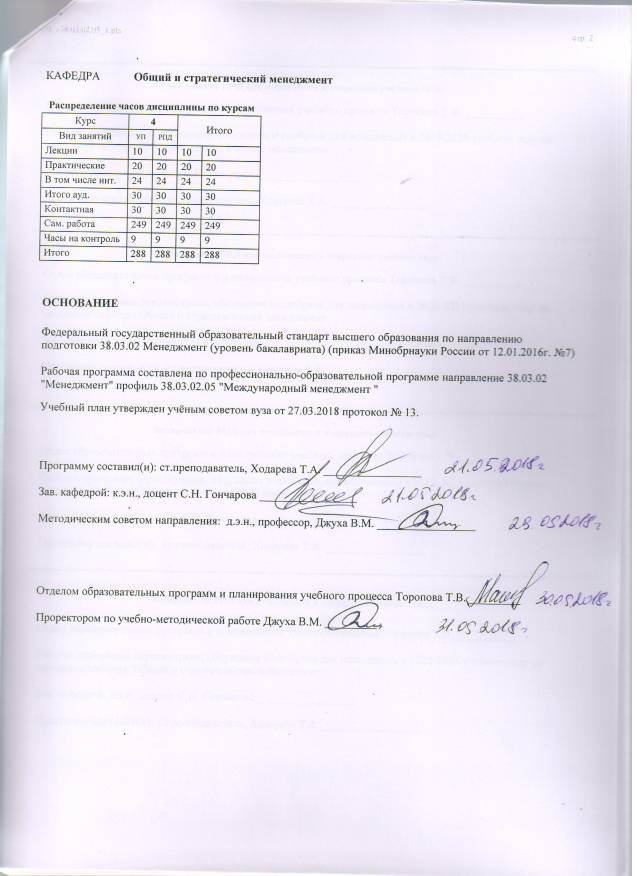 стр. 2
КАФЕДРА Общий и стратегический менеджмент
Распределение часов дисциплины по курсам
Курс 4 Итого
Вид занятий УП РПД
Лекции 10 10 10 10
Практические 20 20 20 20
В том числе инт. 24 24 24 24
Итого ауд. 30 30 30 30
Контактная 30 30 30 30
Сам. работа 249 249 249 249
Часы на контроль 9 9 9 9
Итого 288 288 288 288
ОСНОВАНИЕ
Федеральный государственный образовательный стандарт высшего образования по направлению
подготовки 38.03.02 Менеджмент (уровень бакалавриата) (приказ Минобрнауки России от 12.01.2016г. №7)
Рабочая программа составлена по профессионально-образовательной программе направление 38.03.02
"Менеджмент" профиль 38.03.02.05 "Международный менеджмент "
Учебный план утвержден учёным советом вуза от 27.03.2018 протокол № 13.
Программу составил(и): ст.преподаватель, Ходарева Т.А. 21.05.2018г
Зав. кафедрой: к.э.н., доцент С.Н. Гончарова 21.05.2018г
Методическим советом направления: д.э.н., профессор, Джуха В.М. 29 05 2018г
Отделом образовательных программ и планирования учебного процесса Торопова Т.В. 30.05 2018г
Проректором по учебно-методической работе Джуха В.М. 31.05 2018г.